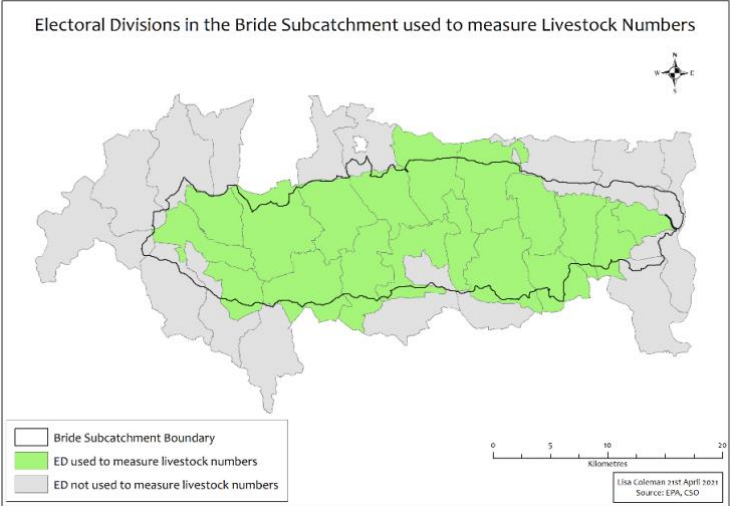 Electoral Divisions in the Bride Subcatchment used to measure Livestock Numbers
N
W E
S
Bride Subcatchment Boundary
ED used to measure livestock numbers
ED not used to measure livestock numbers
0 5 10 20
Kilometres
Lisa Coleman 21st April 2021
Source: EPA, CSO